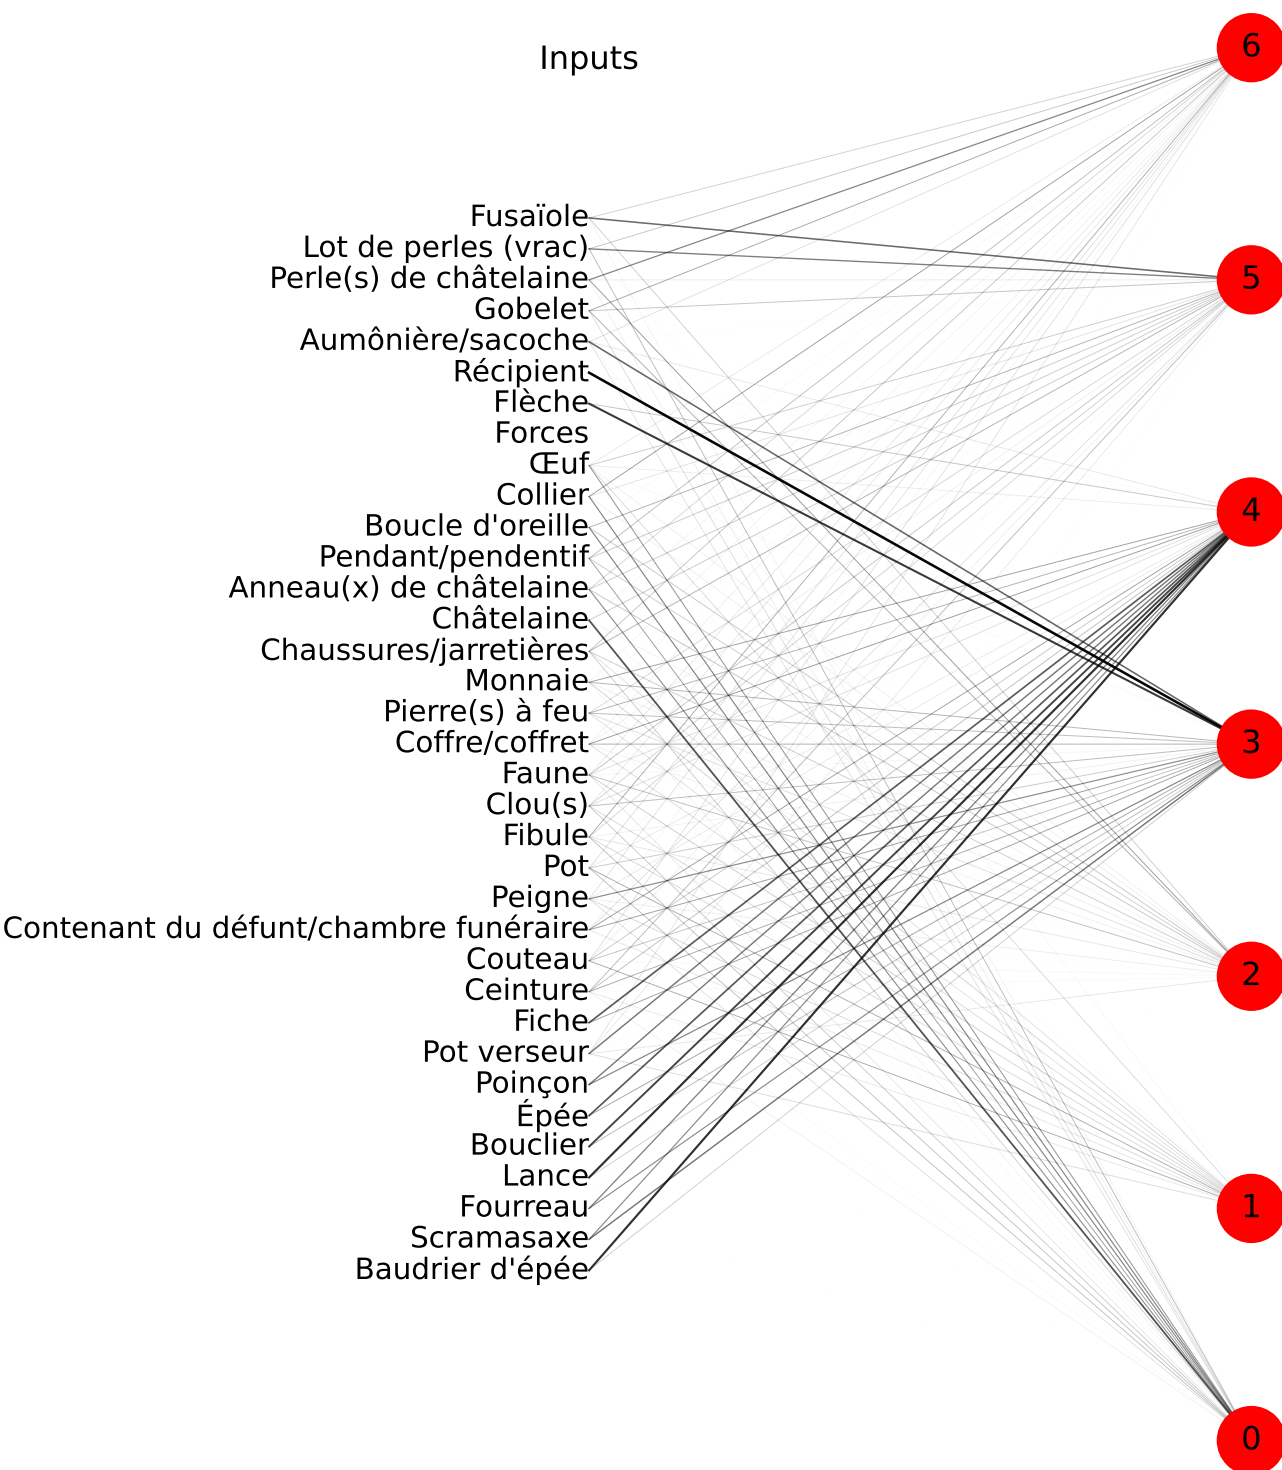 6
Inputs
Fusaïole
Lot de perles (vrac)
5
Perle(s) de châtelaine
Gobelet
Aumônière/sacoche
Récipient
Flèche
Forces
Œuf
Collier
4
Boucle d'oreille
Pendant/pendentif
Anneau(x) de châtelaine
Châtelaine
Chaussures/jarretières
Monnaie
Pierre(s) à feu
Coffre/coffret
3
Faune
Clou(s)
Fibule
Pot
Peigne
Contenant du défunt/chambre funéraire
Couteau
2
Ceinture
Fiche
Pot verseur
Poinçon
Épée
Bouclier
Lance
Fourreau
1
Scramasaxe
Baudrier d'épée
0